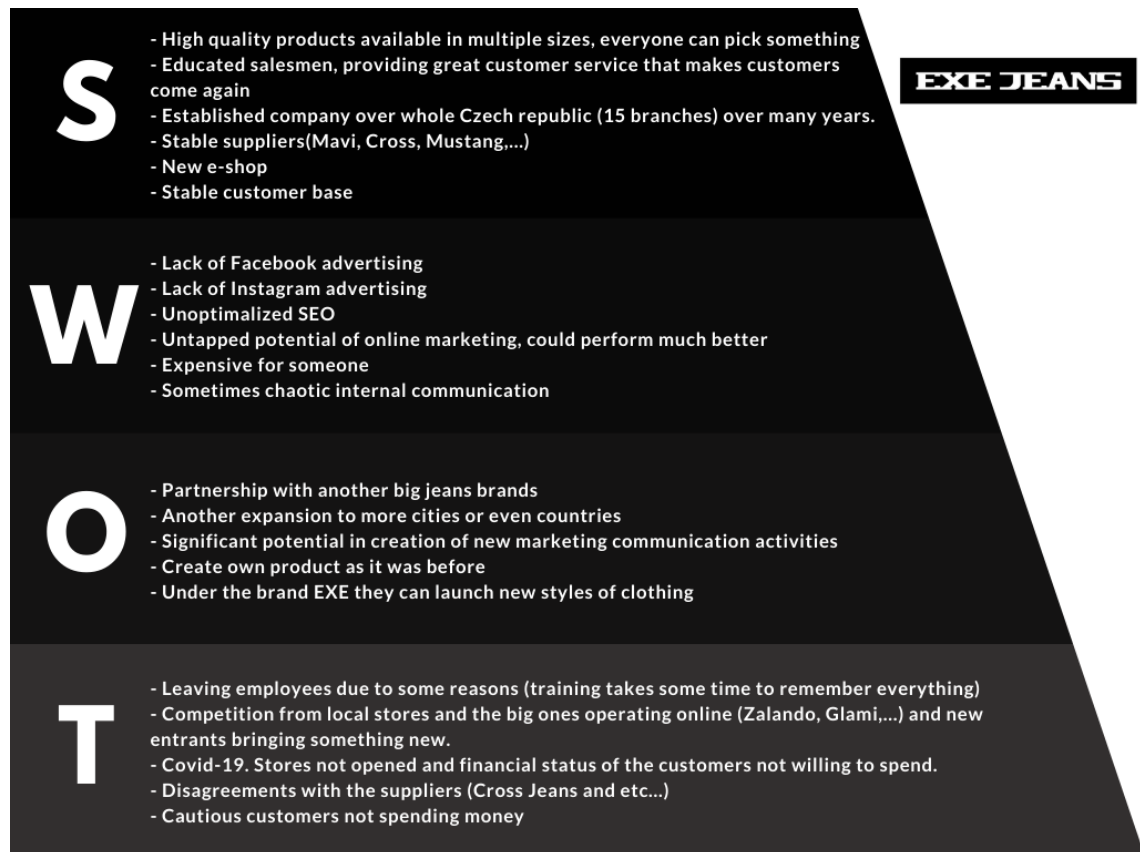 S
- High quality products available in multiple sizes, everyone can pick something
- Educated salesmen, providing great customer service that makes customers
come again
- Established company over whole Czech republic (15 branches) over many years.
- Stable suppliers(Mavi, Cross, Mustang,...)
- New e-shop
- Stable customer base
EXE JEANS
W
- Lack of Facebook advertising
- Lack of Instagram advertising
- Unoptimalized SEO
- Untapped potential of online marketing, could perform much better
- Expensive for someone
- Sometimes chaotic internal communication
O
- Partnership with another big jeans brands
- Another expansion to more cities or even countries
- Significant potential in creation of new marketing communication activities
- Create own product as it was before
- Under the brand EXE they can launch new styles of clothing
T
- Leaving employees due to some reasons (training takes some time to remember everything)
- Competition from local stores and the big ones operating online (Zalando, Glami,...) and new
entrants bringing something new.
- Covid-19. Stores not opened and financial status of the customers not willing to spend.
- Disagreements with the suppliers (Cross Jeans and etc...)
- Cautious customers not spending money